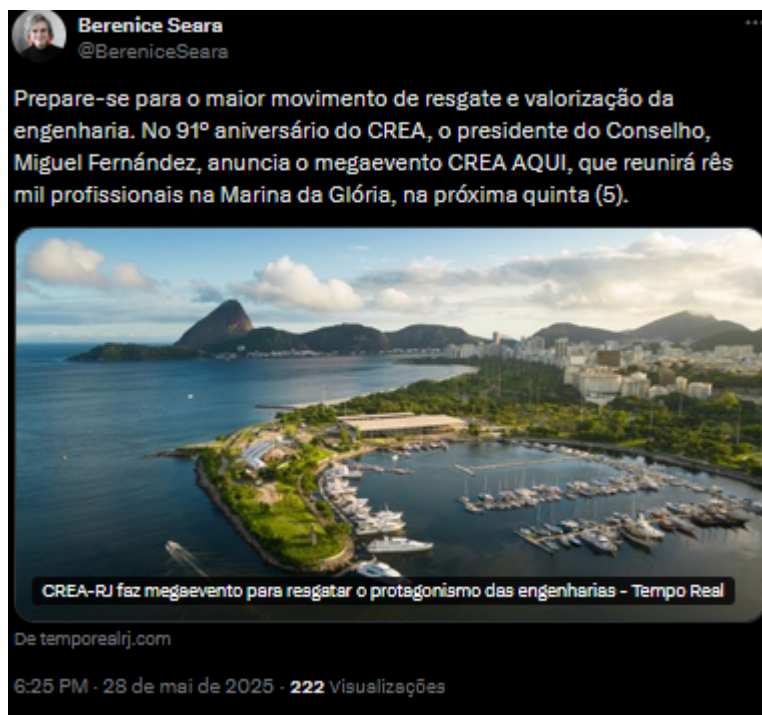 Berenice Seara
@BereniceSeara
Prepare-se para o maior movimento de resgate e valorização da
engenharia. No 91º aniversário do CREA, o presidente do Conselho,
Miguel Fernández, anuncia o megaevento CREA AQUI, que reunirá rês
mil profissionais na Marina da Glória, na próxima quinta (5).
CREA-RJ faz megaevento para resgatar o protagonismo das engenharias - Tempo Real
De temporealrj.com
6:25 PM · 28 de mai de 2025 · 222 Visualizações